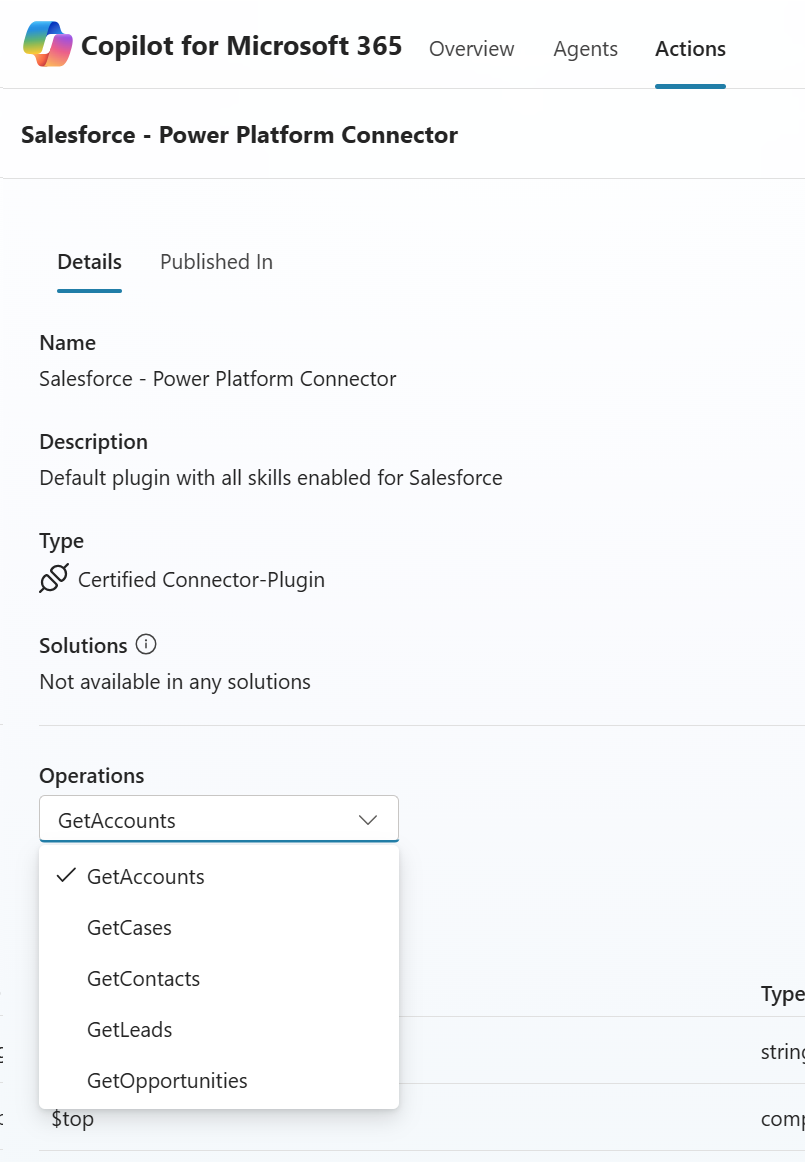 Copilot for Microsoft 365 Overview Agents Actions
Salesforce - Power Platform Connector
Details Published In
Name
Salesforce - Power Platform Connector
Description
Default plugin with all skills enabled for Salesforce
Type
Certified Connector-Plugin
Solutions
Not available in any solutions
Operations
GetAccounts
GetAccounts
GetCases
GetContacts
GetLeads
GetOpportunities
Type
$top